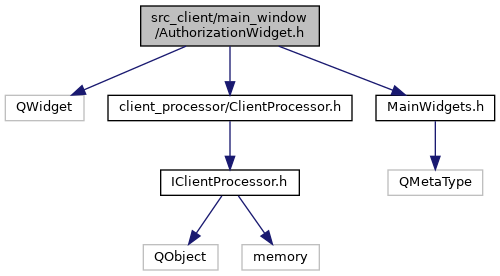 src_client/main_window
/AuthorizationWidget.h
QWidget
client_processor/ClientProcessor.h
MainWidgets.h
IClientProcessor.h
QMetaType
QObject
memory